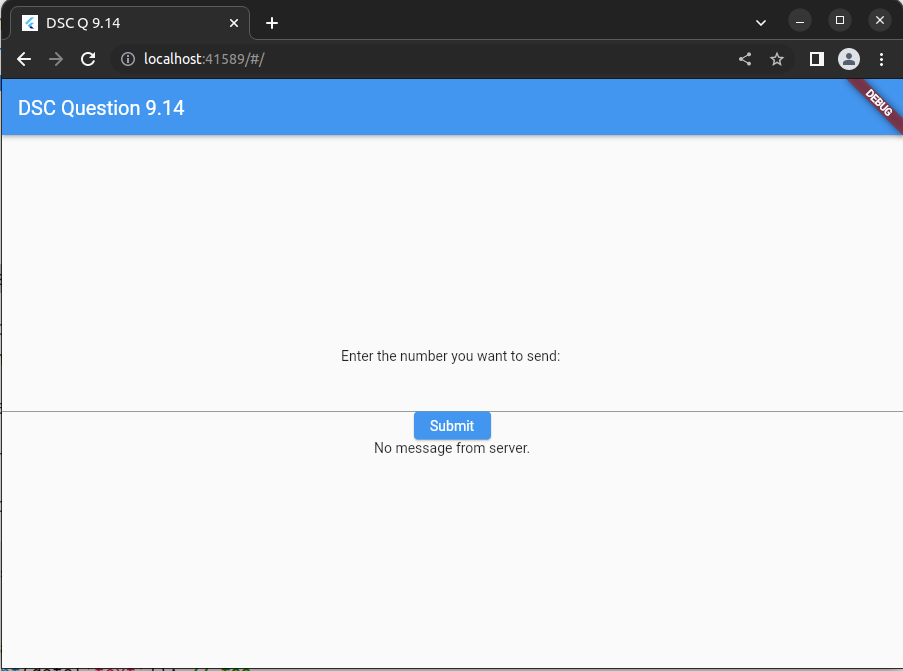 DSC Q 9.14
localhost:41589/#/
DSC Question 9.14
DEBUG
Enter the number you want to send:
Submit
No message from server.